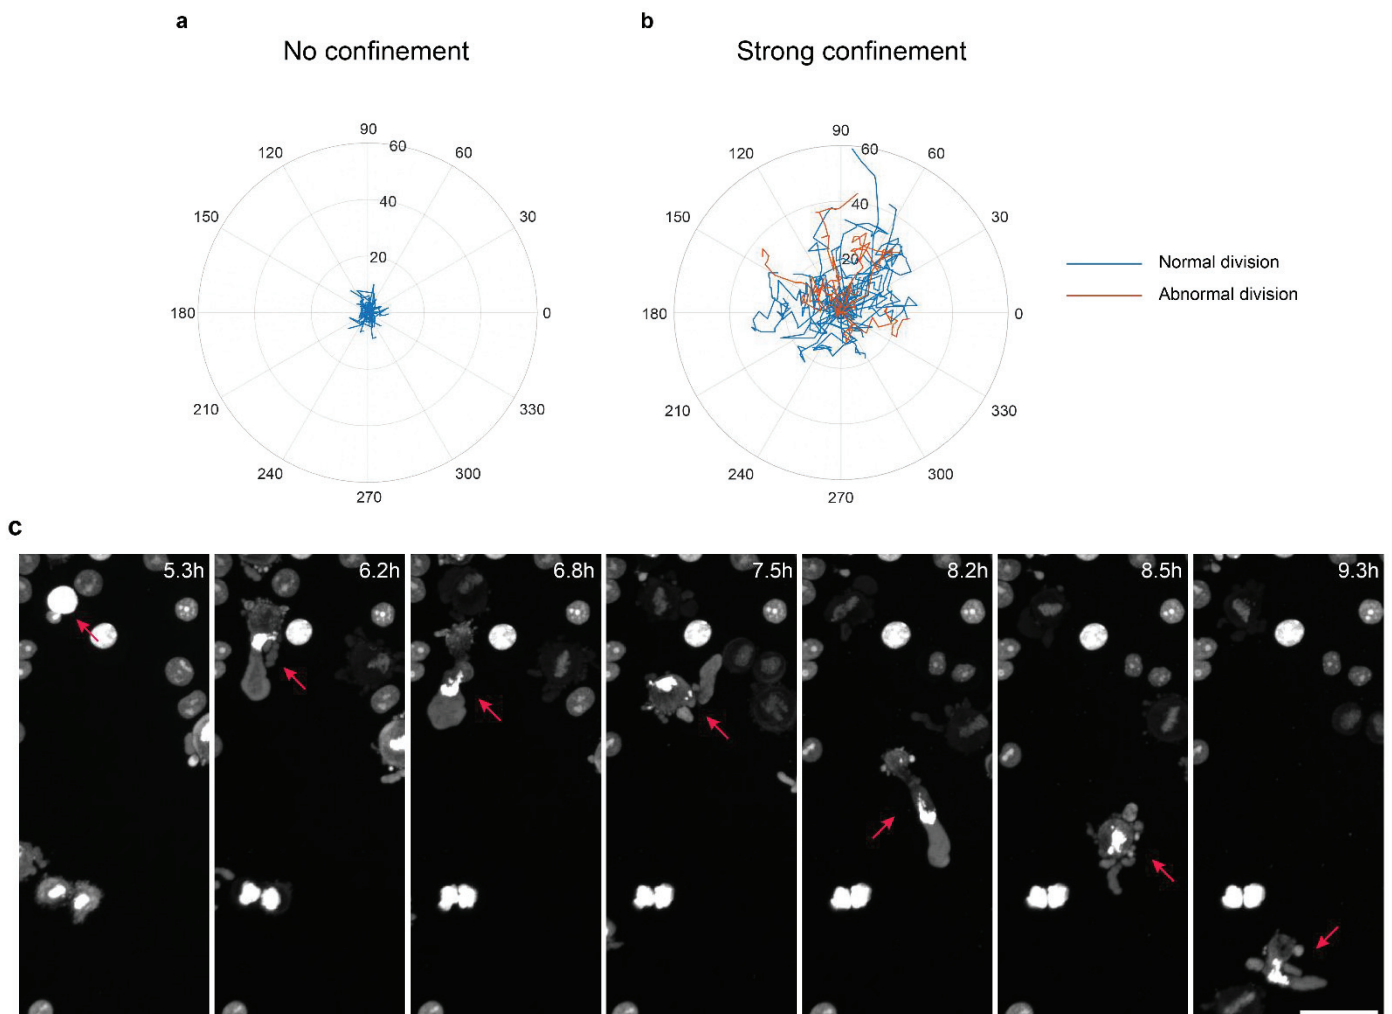 a
b
No confinement
Strong confinement
90
60
120
60
150
40
30
20
180
0
210
330
240
300
270
90
60
120
60
150
40
30
20
180
0
210
330
240
300
270
Normal division
Abnormal division
c
5.3h
6.2h
6.8h
7.5h
8.2h
8.5h
9.3h